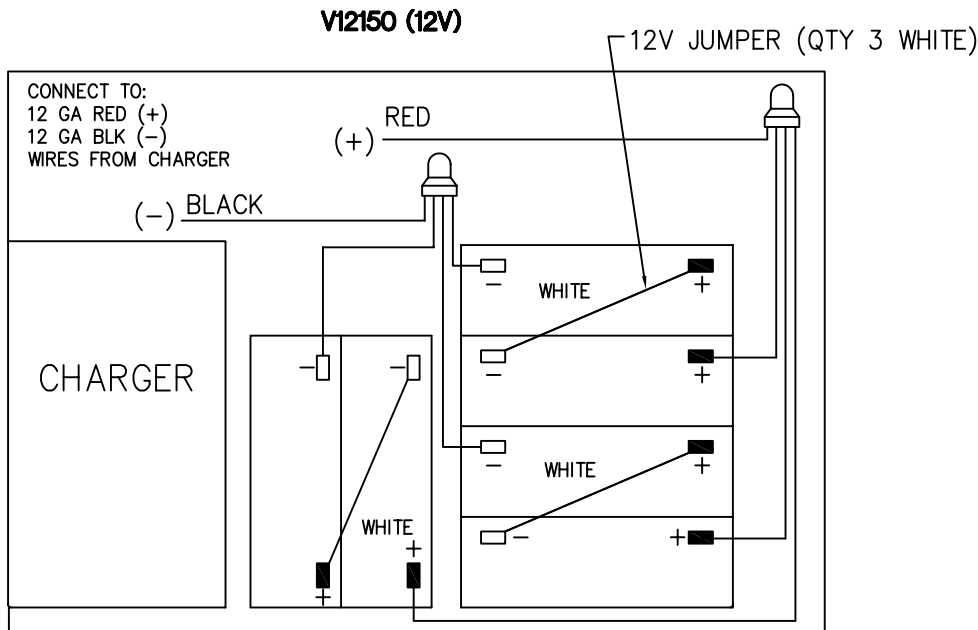 V12150 (12V)
12V JUMPER (QTY 3 WHITE)
CONNECT TO:
12 GA RED (+)
12 GA BLK (−)
WIRES FROM CHARGER
(+) RED
(−) BLACK
CHARGER
−
WHITE
+
−
+
−
−
−
WHITE
+
−
+
WHITE
+
+